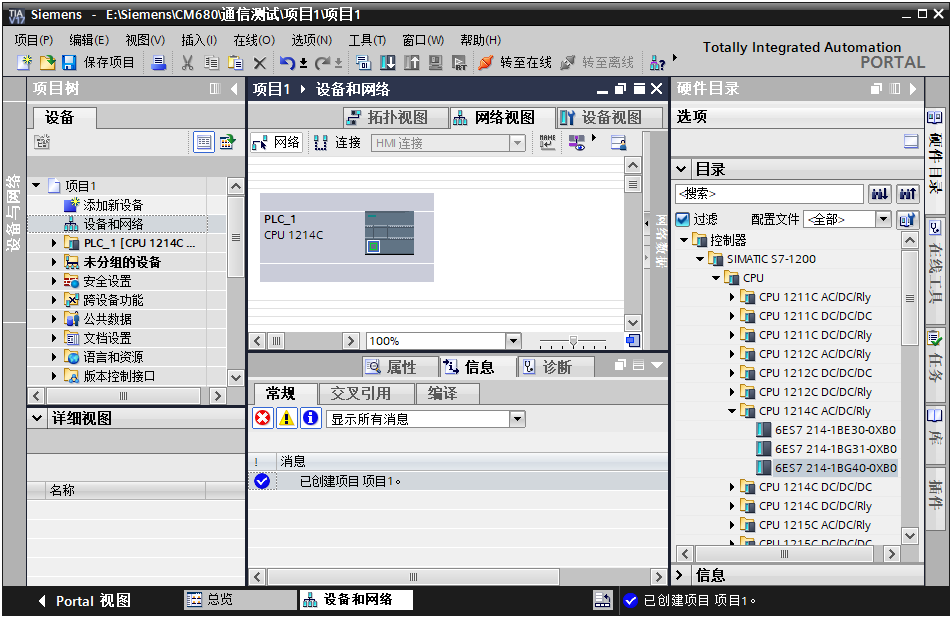 Siemens - E:\Siemens\CM680\通信测试\项目1\项目1
项目(P) 编辑(E) 视图(V) 插入(I) 在线(O) 选项(N) 工具(T) 窗口(W) 帮助(H)
Totally Integrated Automation
PORTAL
保存项目 转至在线 转至离线
项目树
设备
设备与网络
项目1
添加新设备
设备和网络
PLC_1 [CPU 1214C ...
未分组的设备
安全设置
跨设备功能
公共数据
文档设置
语言和资源
版本控制接口
详细视图
名称
项目1 设备和网络
拓扑视图 网络视图 设备视图
网络 连接 HMI 连接
PLC_1
CPU 1214C
100%
属性 信息 诊断
常规 交叉引用 编译
显示所有消息
! 消息
已创建项目 项目1。
硬件目录
选项
目录
<搜索>
过滤 配置文件 <全部>
控制器
SIMATIC S7-1200
CPU
CPU 1211C AC/DC/Rly
CPU 1211C DC/DC/DC
CPU 1211C DC/DC/Rly
CPU 1212C AC/DC/Rly
CPU 1212C DC/DC/DC
CPU 1212C DC/DC/Rly
CPU 1214C AC/DC/Rly
6ES7 214-1BE30-0XB0
6ES7 214-1BG31-0XB0
6ES7 214-1BG40-0XB0
CPU 1214C DC/DC/DC
CPU 1214C DC/DC/Rly
CPU 1215C AC/DC/Rly
CPU 1215C DC/DC/DC
信息
硬件目录
在线工具
任务
库
插件
Portal 视图 总览 设备和网络 已创建项目 项目1。